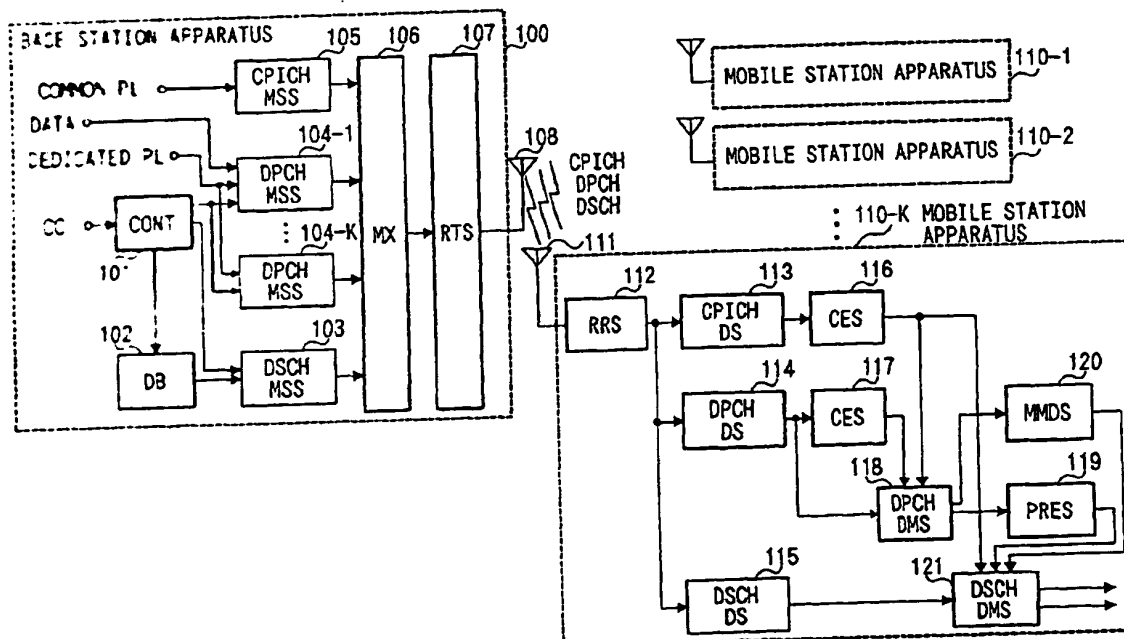 BASE STATION APPARATUS
100
105
106
107
COMMON PL
CPICH
MSS
DATA
DEDICATED PL
104-1
DPCH
MSS
CC
CONT
104-K
DPCH
MSS
102
DB
103
DSCH
MSS
MX
RTS
108
CPICH
DPCH
DSCH
MOBILE STATION APPARATUS
110-1
MOBILE STATION APPARATUS
110-2
110-K MOBILE STATION
APPARATUS
111
112
RRS
113
CPICH
DS
116
CES
114
DPCH
DS
117
CES
120
MMDS
118
DPCH
DMS
119
PRES
115
DSCH
DS
121
DSCH
DMS